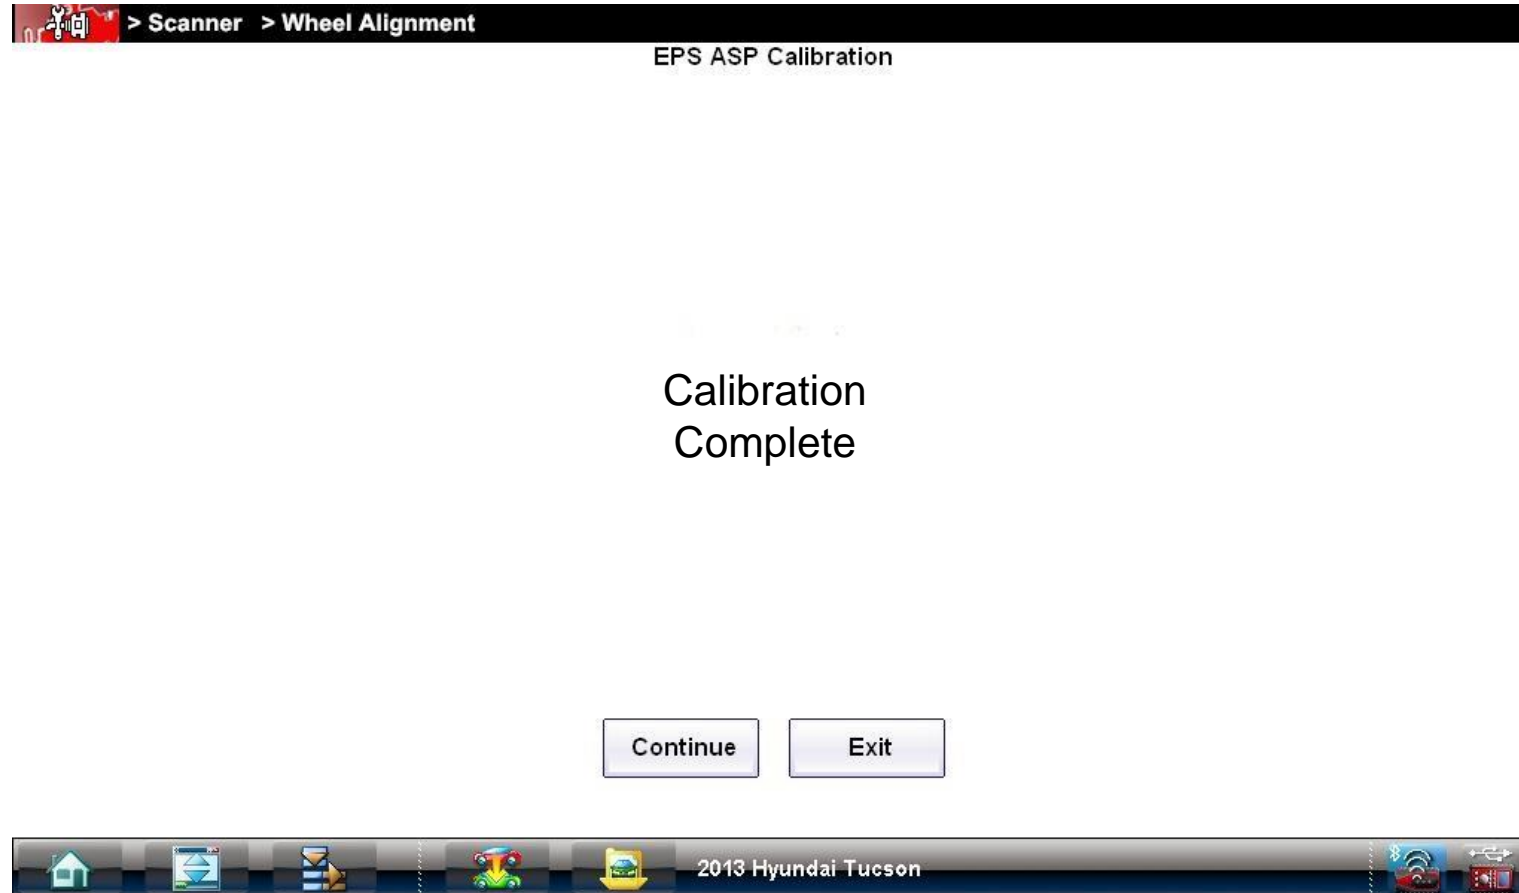 > Scanner > Wheel Alignment
EPS ASP Calibration
Calibration
Complete
Continue Exit
2013 Hyundai Tucson